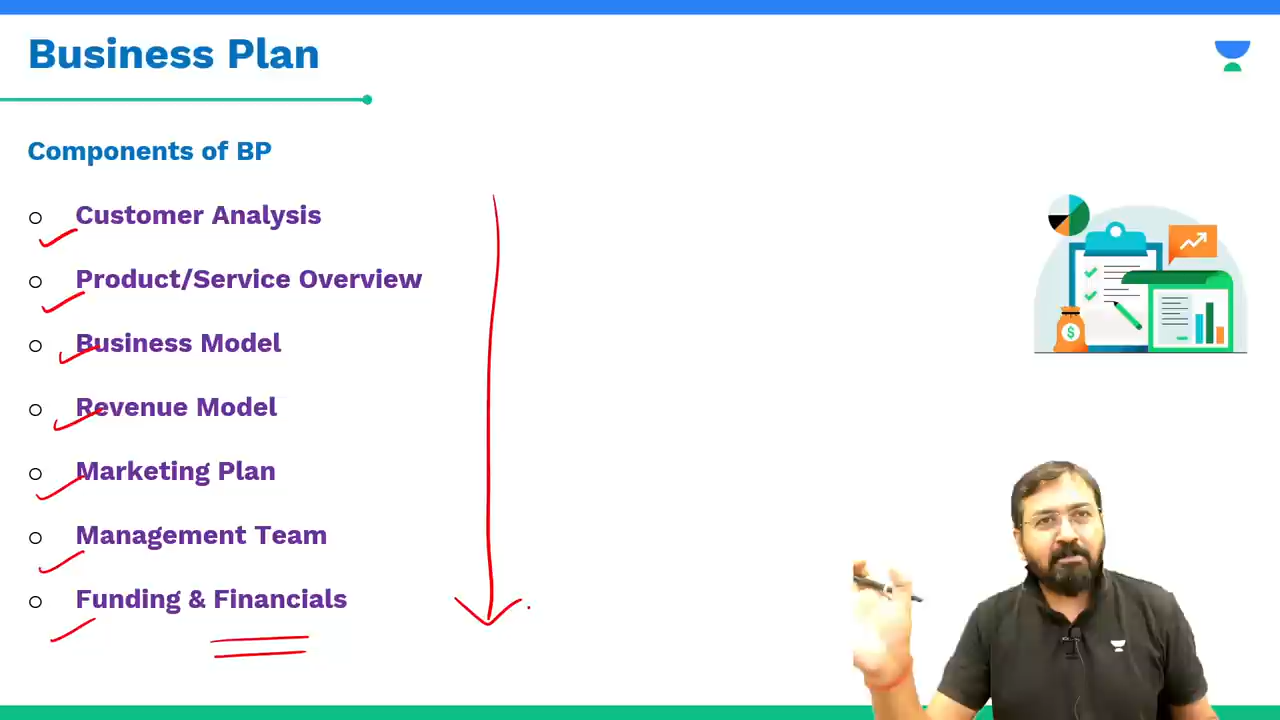 Business Plan
Components of BP
Customer Analysis
Product/Service Overview
Business Model
Revenue Model
Marketing Plan
Management Team
Funding & Financials
$